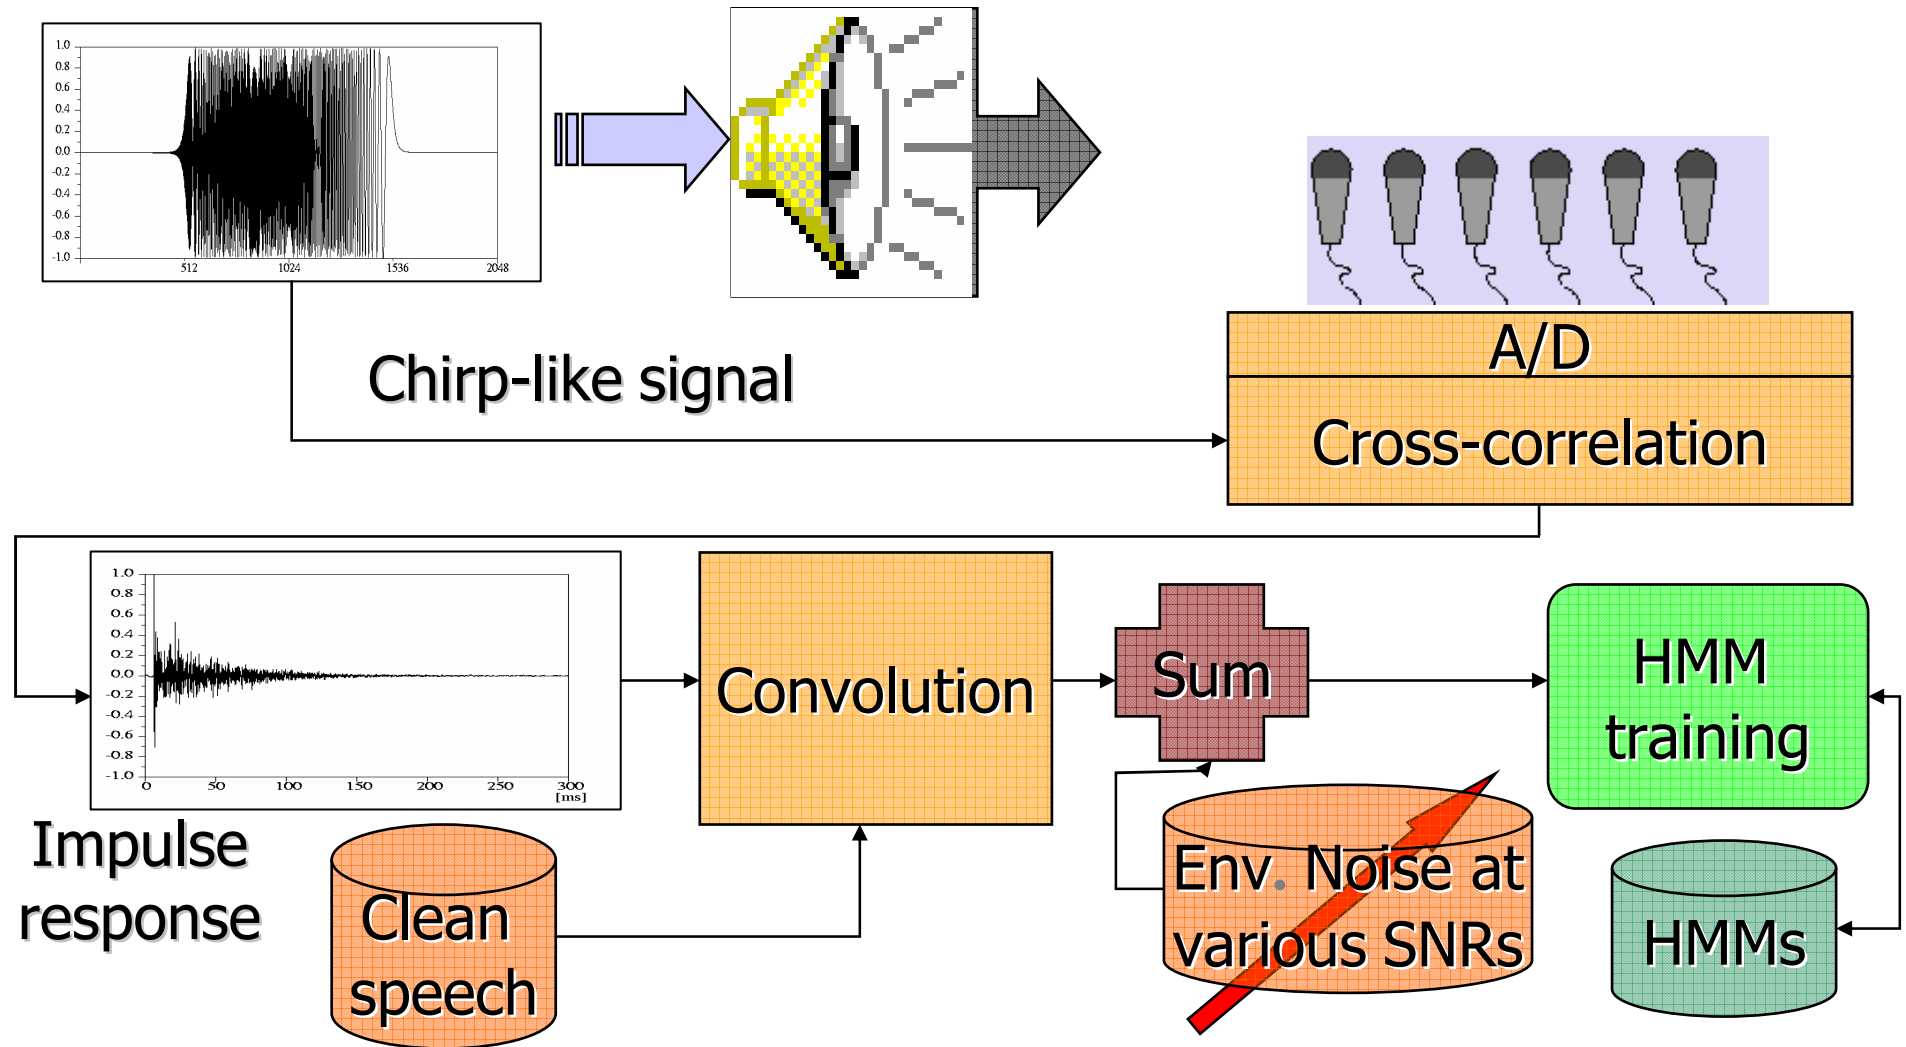 1.0
0.8
0.6
0.4
0.2
0.0
-0.2
-0.4
-0.6
-0.8
-1.0
512 1024 1536 2048
Chirp-like signal
A/D
Cross-correlation
1.0
0.8
0.6
0.4
0.2
0.0
-0.2
-0.4
-0.6
-0.8
-1.0
0 50 100 150 200 250 300
[ms]
Impulse
response
Clean
speech
Convolution
Sum
Env. Noise at
various SNRs
HMM
training
HMMs